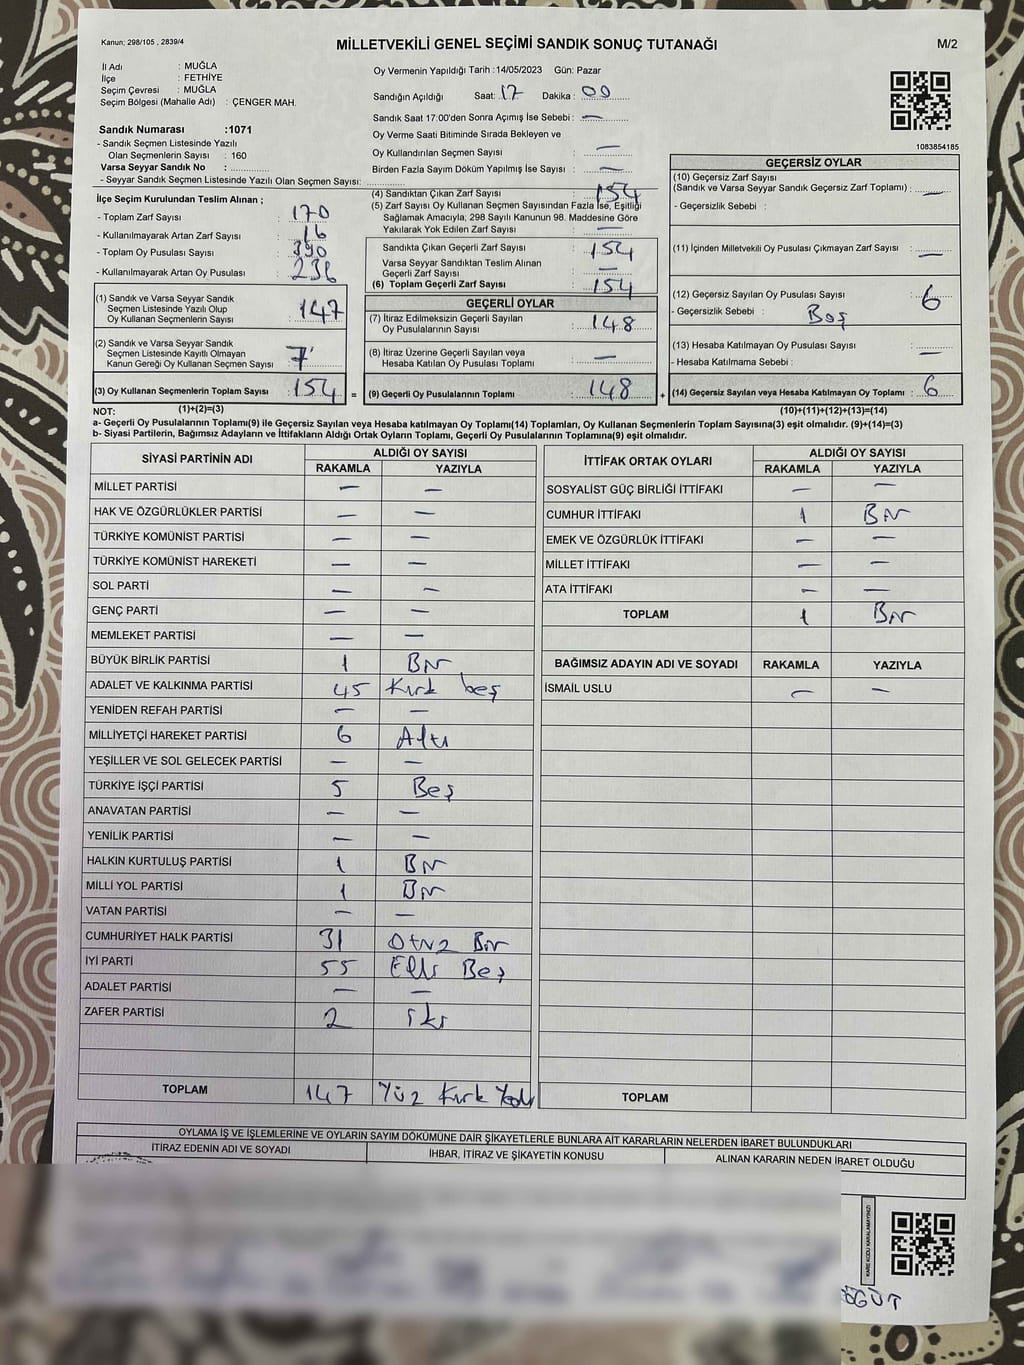 Kanun; 298/105 , 2839/4
MİLLETVEKİLİ GENEL SEÇİMİ SANDIK SONUÇ TUTANAĞI
M/2
İl Adı : MUĞLA
İlçe : FETHİYE
Seçim Çevresi : MUĞLA
Seçim Bölgesi (Mahalle Adı) : ÇENGER MAH.
Sandık Numarası :1071
- Sandık Seçmen Listesinde Yazılı
Olan Seçmenlerin Sayısı : 160
Varsa Seyyar Sandık No :
- Seyyar Sandık Seçmen Listesinde Yazılı Olan Seçmen Sayısı:
İlçe Seçim Kurulundan Teslim Alınan ;
- Toplam Zarf Sayısı : 170
- Kullanılmayarak Artan Zarf Sayısı : 16
- Toplam Oy Pusulası : 390
- Kullanılmayarak Artan Oy Pusulası : 236
(1) Sandık ve Varsa Seyyar Sandık
Seçmen Listesinde Yazılı Olup
Oy Kullanan Seçmenlerin Sayısı : 147
(2) Sandık ve Varsa Seyyar Sandık
Seçmen Listesinde Kayıtlı Olmayan
Kanun Gereği Oy Kullanan Seçmen Sayısı : 7
(3) Oy Kullanan Seçmenlerin Toplam Sayısı : 154
(1)+(2)=(3)
Oy Vermenin Yapıldığı Tarih :14/05/2023 Gün: Pazar
Sandığın Açıldığı Saat: 17 Dakika : 00
Sandık Saat 17:00'den Sonra Açımış İse Sebebi : —
Oy Verme Saati Bitiminde Sırada Bekleyen ve
Oy Kullandırılan Seçmen Sayısı : —
Birden Fazla Sayım Döküm Yapılmış İse Sayısı : —
(4) Sandıktan Çıkan Zarf Sayısı : 154
(5) Zarf Sayısı Oy Kullanan Seçmen Sayısından Fazla İse, Eşitliği
Sağlamak Amacıyla, 298 Sayılı Kanunun 98. Maddesine Göre
Yakılarak Yok Edilen Zarf Sayısı : —
Sandıkta Çıkan Geçerli Zarf Sayısı : 154
Varsa Seyyar Sandıktan Teslim Alınan
Geçerli Zarf Sayısı : —
(6) Toplam Geçerli Zarf Sayısı : 154
GEÇERLİ OYLAR
(7) İtiraz Edilmeksizin Geçerli Sayılan
Oy Pusulalarının Sayısı : 148
(8) İtiraz Üzerine Geçerli Sayılan veya
Hesaba Katılan Oy Pusulası Toplamı : —
= (9) Geçerli Oy Pusulalarının Toplamı : 148 +
1083854185
GEÇERSİZ OYLAR
(10) Geçersiz Zarf Sayısı
(Sandık ve Varsa Seyyar Sandık Geçersiz Zarf Toplamı) : —
- Geçersizlik Sebebi :
(11) İçinden Milletvekili Oy Pusulası Çıkmayan Zarf Sayısı : —
(12) Geçersiz Sayılan Oy Pusulası Sayısı : 6
- Geçersizlik Sebebi : Boş
(13) Hesaba Katılmayan Oy Pusulası Sayısı : —
- Hesaba Katılmama Sebebi :
(14) Geçersiz Sayılan veya Hesaba Katılmayan Oy Toplamı : 6
(10)+(11)+(12)+(13)=(14)
NOT:
a- Geçerli Oy Pusulalarının Toplamı(9) ile Geçersiz Sayılan veya Hesaba katılmayan Oy Toplamı(14) Toplamları, Oy Kullanan Seçmenlerin Toplam Sayısına(3) eşit olmalıdır. (9)+(14)=(3)
b- Siyasi Partilerin, Bağımsız Adayların ve İttifakların Aldığı Ortak Oyların Toplamı, Geçerli Oy Pusulalarının Toplamına(9) eşit olmalıdır.
SİYASİ PARTİNİN ADI ALDIĞI OY SAYISI
RAKAMLA YAZIYLA
MİLLET PARTİSİ — —
HAK VE ÖZGÜRLÜKLER PARTİSİ — —
TÜRKİYE KOMÜNİST PARTİSİ — —
TÜRKİYE KOMÜNİST HAREKETİ — —
SOL PARTİ — —
GENÇ PARTİ — —
MEMLEKET PARTİSİ — —
BÜYÜK BİRLİK PARTİSİ 1 Bir
ADALET VE KALKINMA PARTİSİ 45 Kırk beş
YENİDEN REFAH PARTİSİ — —
MİLLİYETÇİ HAREKET PARTİSİ 6 Altı
YEŞİLLER VE SOL GELECEK PARTİSİ — —
TÜRKİYE İŞÇİ PARTİSİ 5 Beş
ANAVATAN PARTİSİ — —
YENİLİK PARTİSİ — —
HALKIN KURTULUŞ PARTİSİ 1 Bir
MİLLİ YOL PARTİSİ 1 Bir
VATAN PARTİSİ — —
CUMHURİYET HALK PARTİSİ 31 Otuz Bir
İYİ PARTİ 55 Elli Beş
ADALET PARTİSİ — —
ZAFER PARTİSİ 2 iki
TOPLAM 147 Yüz Kırk Yedi
İTTİFAK ORTAK OYLARI ALDIĞI OY SAYISI
RAKAMLA YAZIYLA
SOSYALİST GÜÇ BİRLİĞİ İTTİFAKI — —
CUMHUR İTTİFAKI 1 Bir
EMEK VE ÖZGÜRLÜK İTTİFAKI — —
MİLLET İTTİFAKI — —
ATA İTTİFAKI — —
TOPLAM 1 Bir
BAĞIMSIZ ADAYIN ADI VE SOYADI RAKAMLA YAZIYLA
İSMAİL USLU — —
TOPLAM
OYLAMA İŞ VE İŞLEMLERİNE VE OYLARIN SAYIM DÖKÜMÜNE DAİR ŞİKAYETLERLE BUNLARA AİT KARARLARIN NELERDEN İBARET BULUNDUKLARI
İTİRAZ EDENİN ADI VE SOYADI İHBAR, İTİRAZ VE ŞİKAYETİN KONUSU ALINAN KARARIN NEDEN İBARET OLDUĞU
KARE KODU KARALAMAYINIZ!